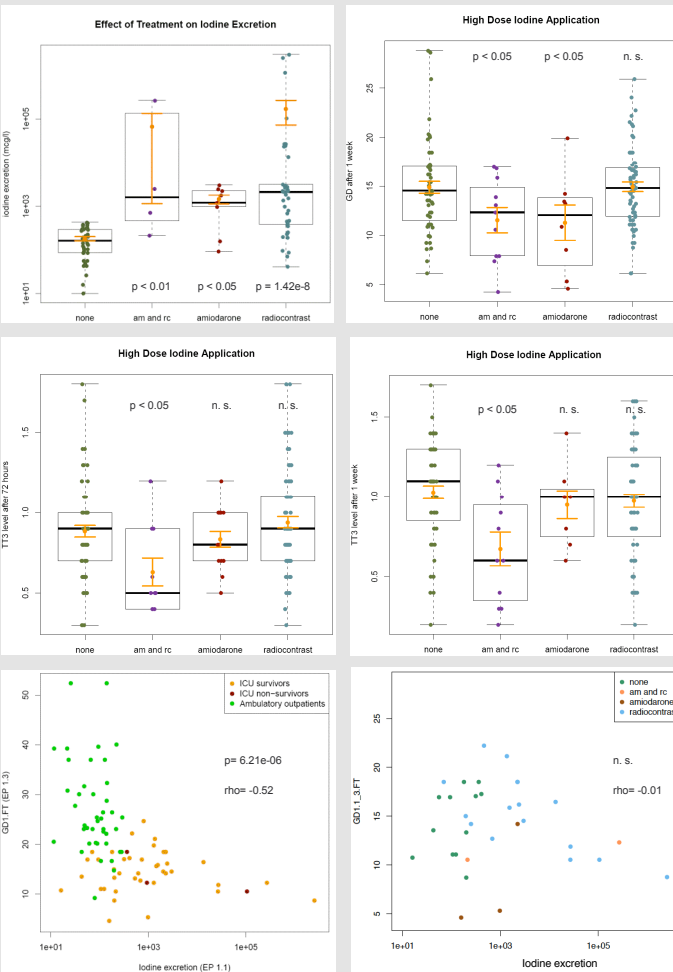 Effect of Treatment on Iodine Excretion
iodine excretion (mcg/l)
1e+05
1e+03
1e+01
p < 0.01
p < 0.05
p = 1.42e-8
none
am and rc
amiodarone
radiocontrast
High Dose Iodine Application
GD after 1 week
25
20
15
10
5
p < 0.05
p < 0.05
n. s.
none
am and rc
amiodarone
radiocontrast
High Dose Iodine Application
TT3 level after 72 hours
1.5
1.0
0.5
p < 0.05
n. s.
n. s.
none
am and rc
amiodarone
radiocontrast
High Dose Iodine Application
TT3 level after 1 week
1.5
1.0
0.5
p < 0.05
n. s.
n. s.
none
am and rc
amiodarone
radiocontrast
GD1.FT (EP 1.3)
50
40
30
20
10
ICU survivors
ICU non-survivors
Ambulatory outpatients
p= 6.21e-06
rho= -0.52
1e+01
1e+03
1e+05
Iodine excretion (EP 1.1)
GD1.1_3.FT
25
20
15
10
5
none
am and rc
amiodarone
radiocontras
n. s.
rho= -0.01
1e+01
1e+03
1e+05
Iodine excretion